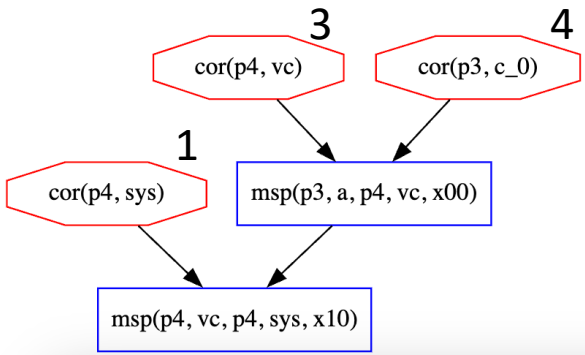 3
4
cor(p4, vc)
cor(p3, c_0)
1
cor(p4, sys)
msp(p3, a, p4, vc, x00)
msp(p4, vc, p4, sys, x10)